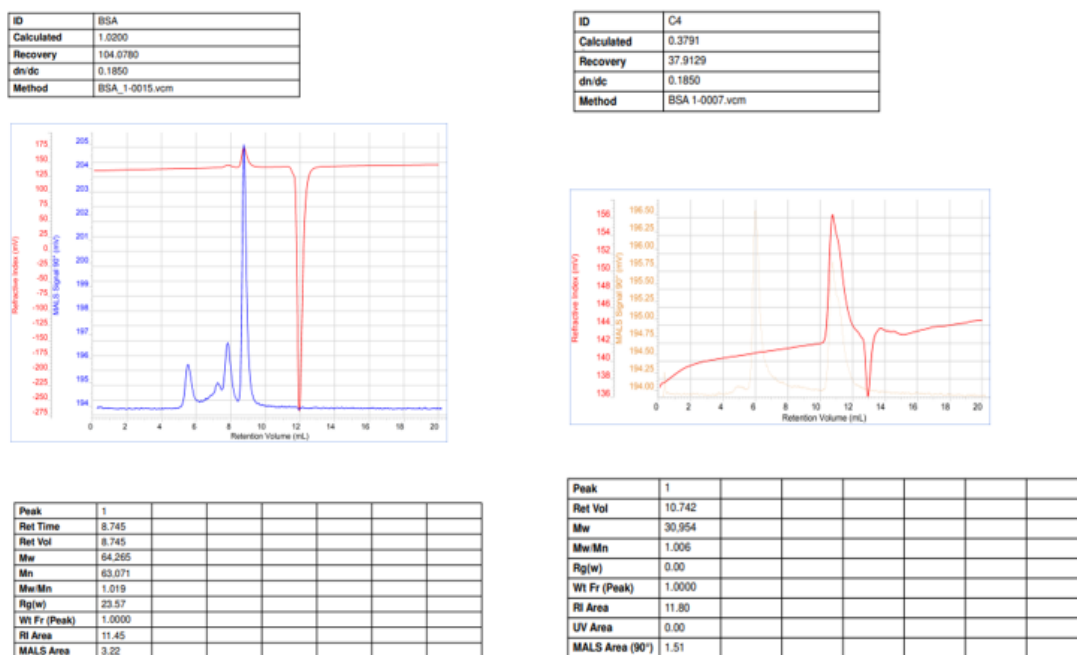 ID BSA
Calculated 1.0200
Recovery 104.0780
dn/dc 0.1850
Method BSA_1-0015.vcm
175
150
125
100
75
50
25
0
-25
-50
-75
-100
-125
-150
-175
-200
-225
-250
-275
Refractive Index (mV)
205
204
203
202
201
200
199
198
197
196
195
194
MALS Signal 90° (mV)
0 2 4 6 8 10 12 14 16 18 20
Retention Volume (mL)
Peak 1
Ret Time 8.745
Ret Vol 8.745
Mw 64,265
Mn 63,071
Mw/Mn 1.019
Rg(w) 23.57
Wt Fr (Peak) 1.0000
RI Area 11.45
MALS Area 3.22
ID C4
Calculated 0.3791
Recovery 37.9129
dn/dc 0.1850
Method BSA 1-0007.vcm
156
154
152
150
148
146
144
142
140
138
136
Refractive Index (mV)
196.50
196.25
196.00
195.75
195.50
195.25
195.00
194.75
194.50
194.25
194.00
MALS Signal 90° (mV)
0 2 4 6 8 10 12 14 16 18 20
Retention Volume (mL)
Peak 1
Ret Vol 10.742
Mw 30,954
Mw/Mn 1.006
Rg(w) 0.00
Wt Fr (Peak) 1.0000
RI Area 11.80
UV Area 0.00
MALS Area (90°) 1.51